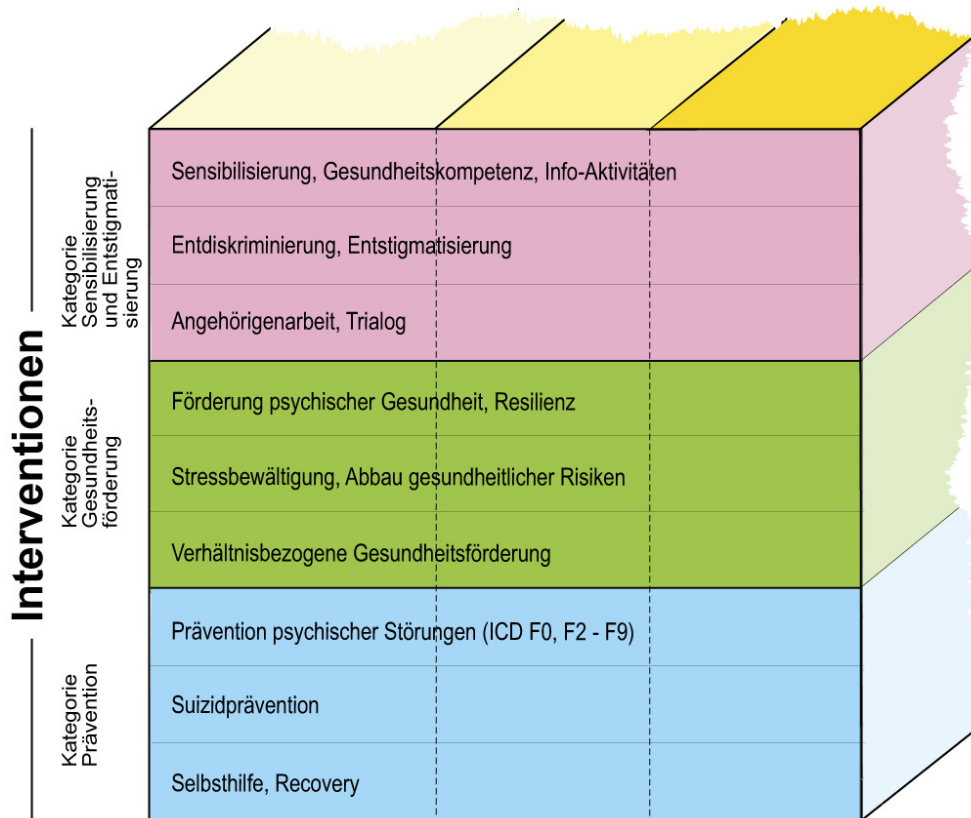 Interventionen
Kategorie
Sensibilisierung
und Entstigmati-
sierung
Sensibilisierung, Gesundheitskompetenz, Info-Aktivitäten
Entdiskriminierung, Entstigmatisierung
Angehörigenarbeit, Trialog
Kategorie
Gesundheits-
förderung
Förderung psychischer Gesundheit, Resilienz
Stressbewältigung, Abbau gesundheitlicher Risiken
Verhältnisbezogene Gesundheitsförderung
Kategorie
Prävention
Prävention psychischer Störungen (ICD F0, F2 - F9)
Suizidprävention
Selbsthilfe, Recovery